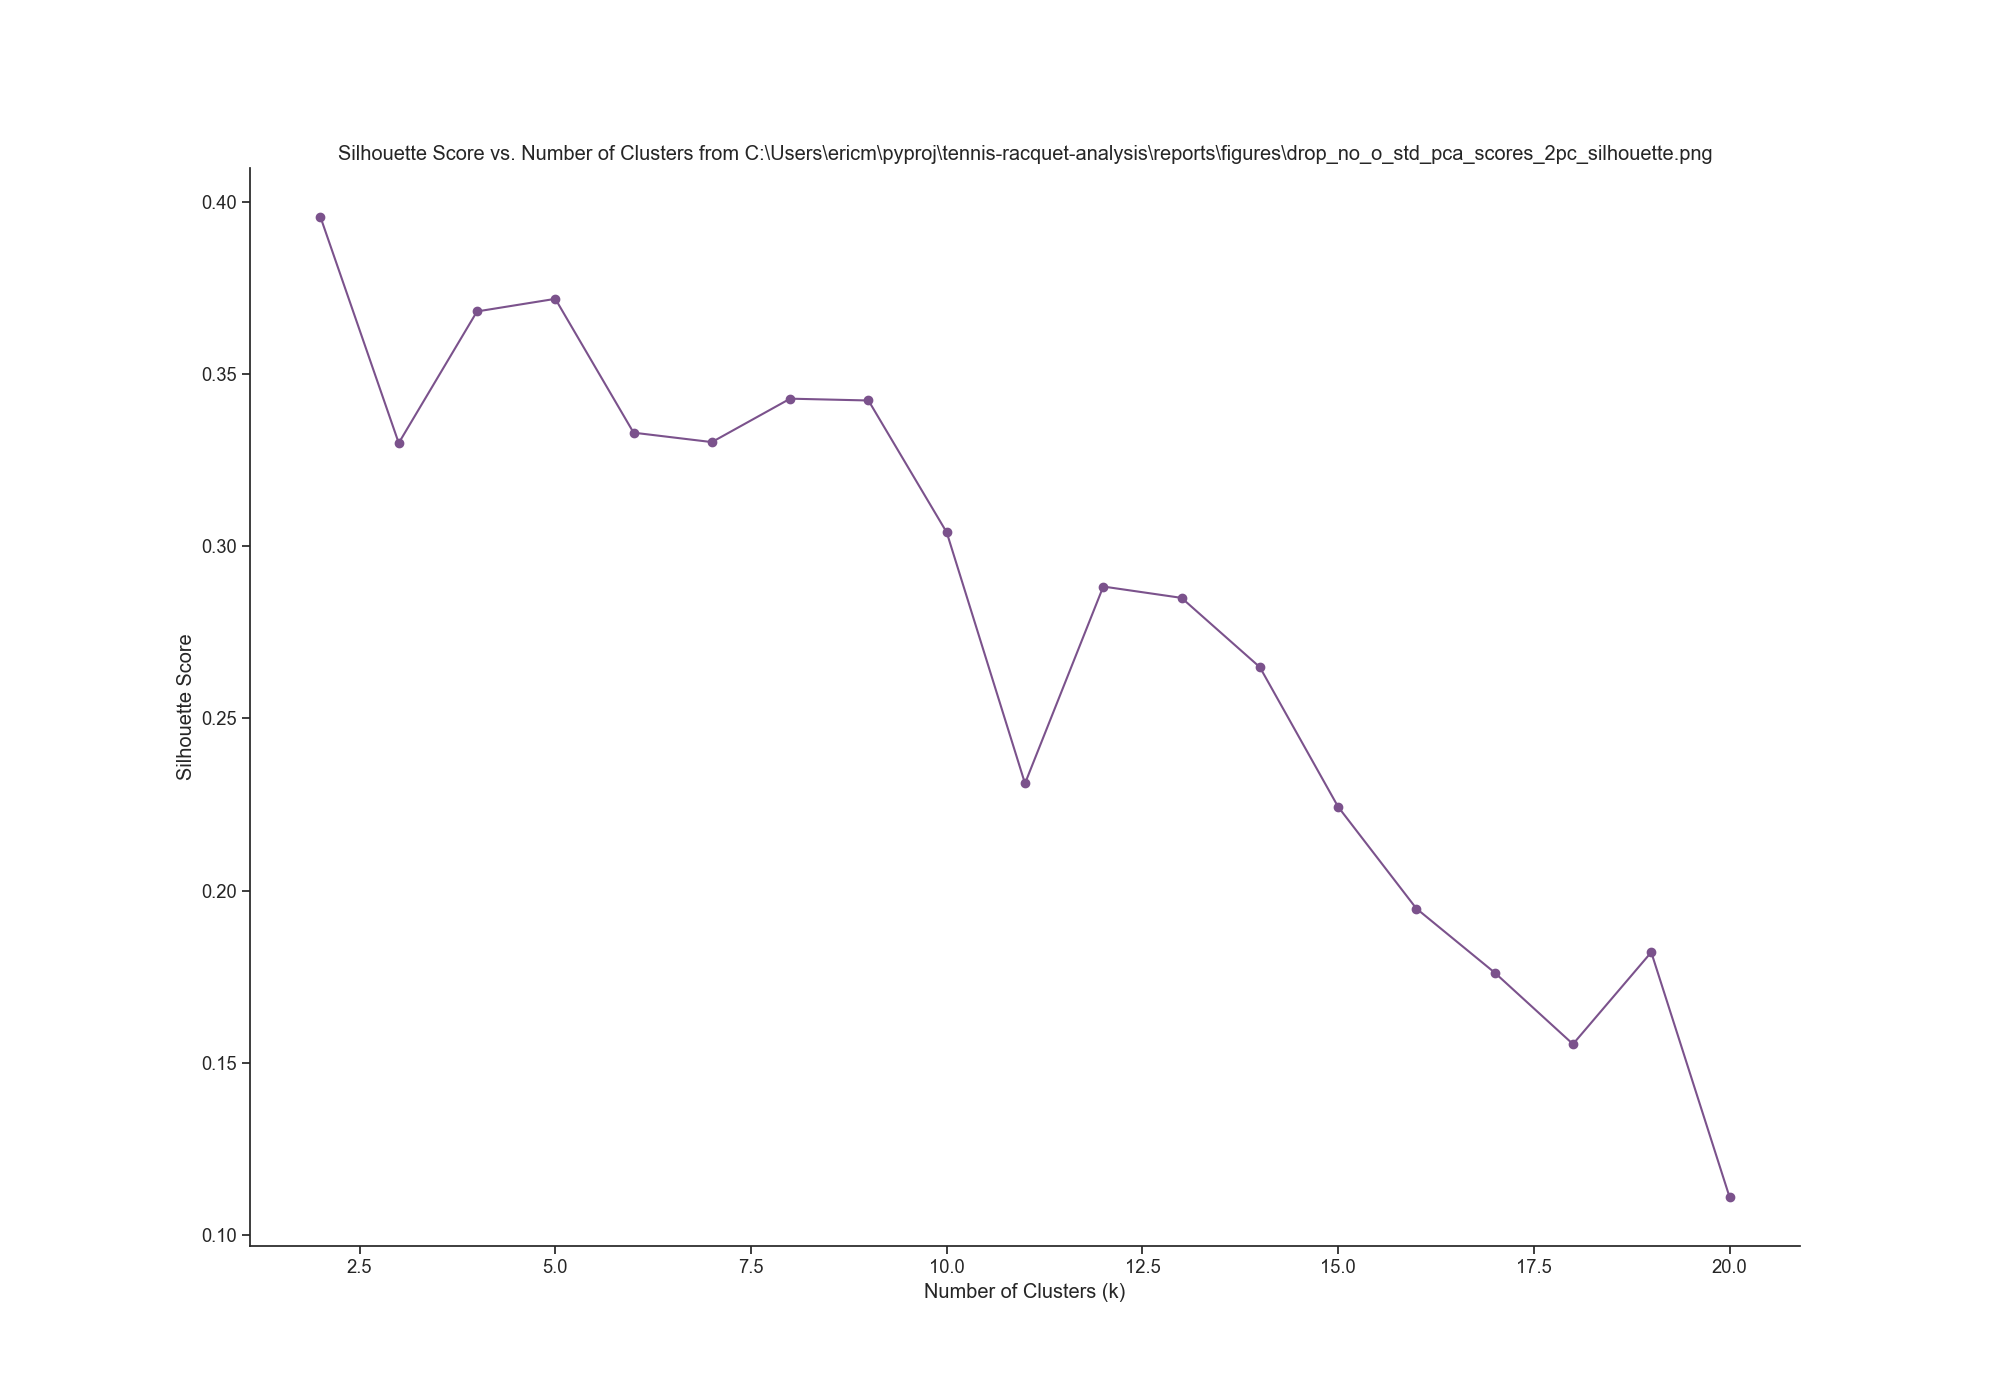 Silhouette Score vs. Number of Clusters from C:\Users\ericm\pyproj\tennis-racquet-analysis\reports\figures\drop_no_o_std_pca_scores_2pc_silhouette.png
0.40
0.35
0.30
0.25
0.20
0.15
0.10
Silhouette Score
2.5 5.0 7.5 10.0 12.5 15.0 17.5 20.0
Number of Clusters (k)